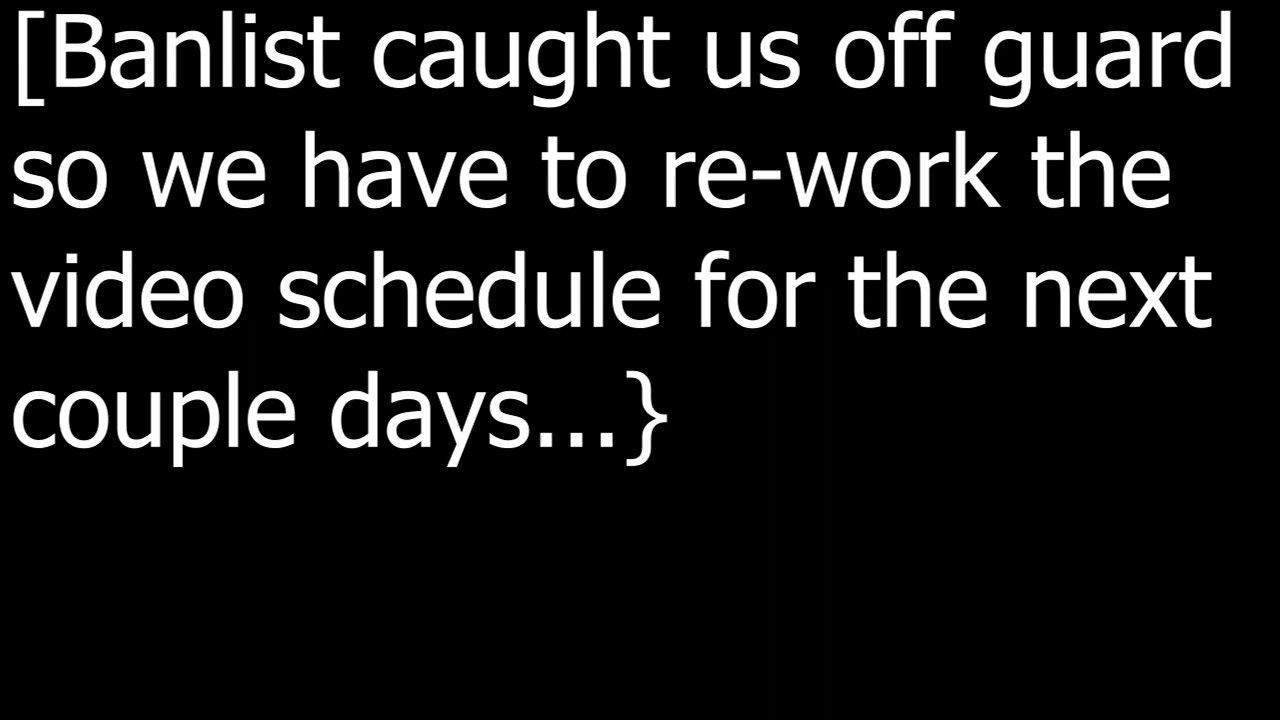 [Banlist caught us off guard
so we have to re-work the
video schedule for the next
couple days...}